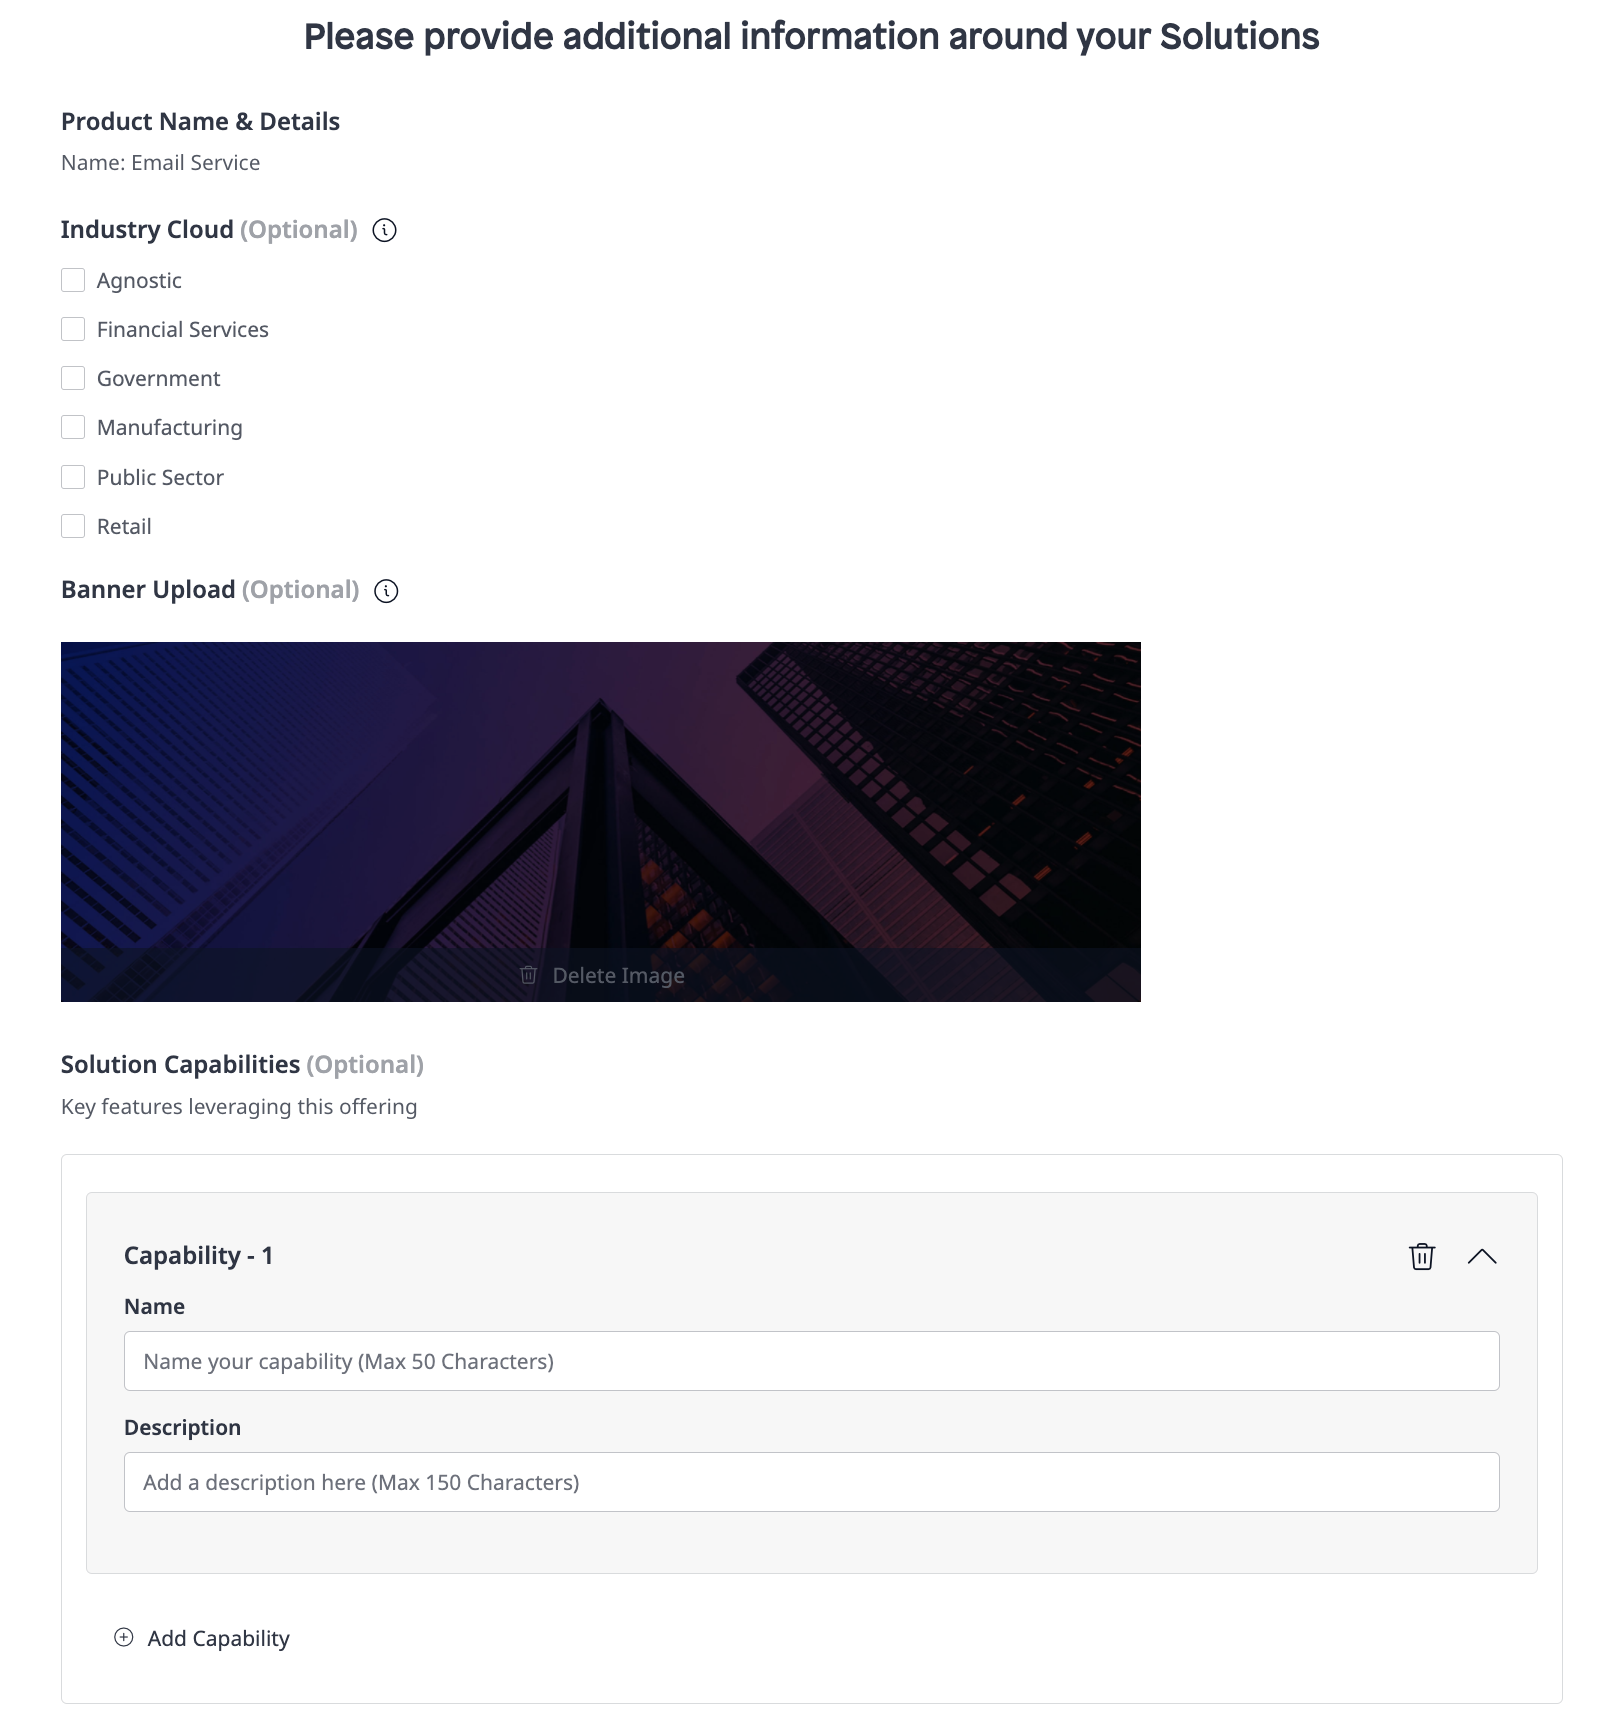 Please provide additional information around your Solutions
Product Name & Details
Name: Email Service
Industry Cloud (Optional)
Agnostic
Financial Services
Government
Manufacturing
Public Sector
Retail
Banner Upload (Optional)
Delete Image
Solution Capabilities (Optional)
Key features leveraging this offering
Capability - 1
Name
Name your capability (Max 50 Characters)
Description
Add a description here (Max 150 Characters)
Add Capability